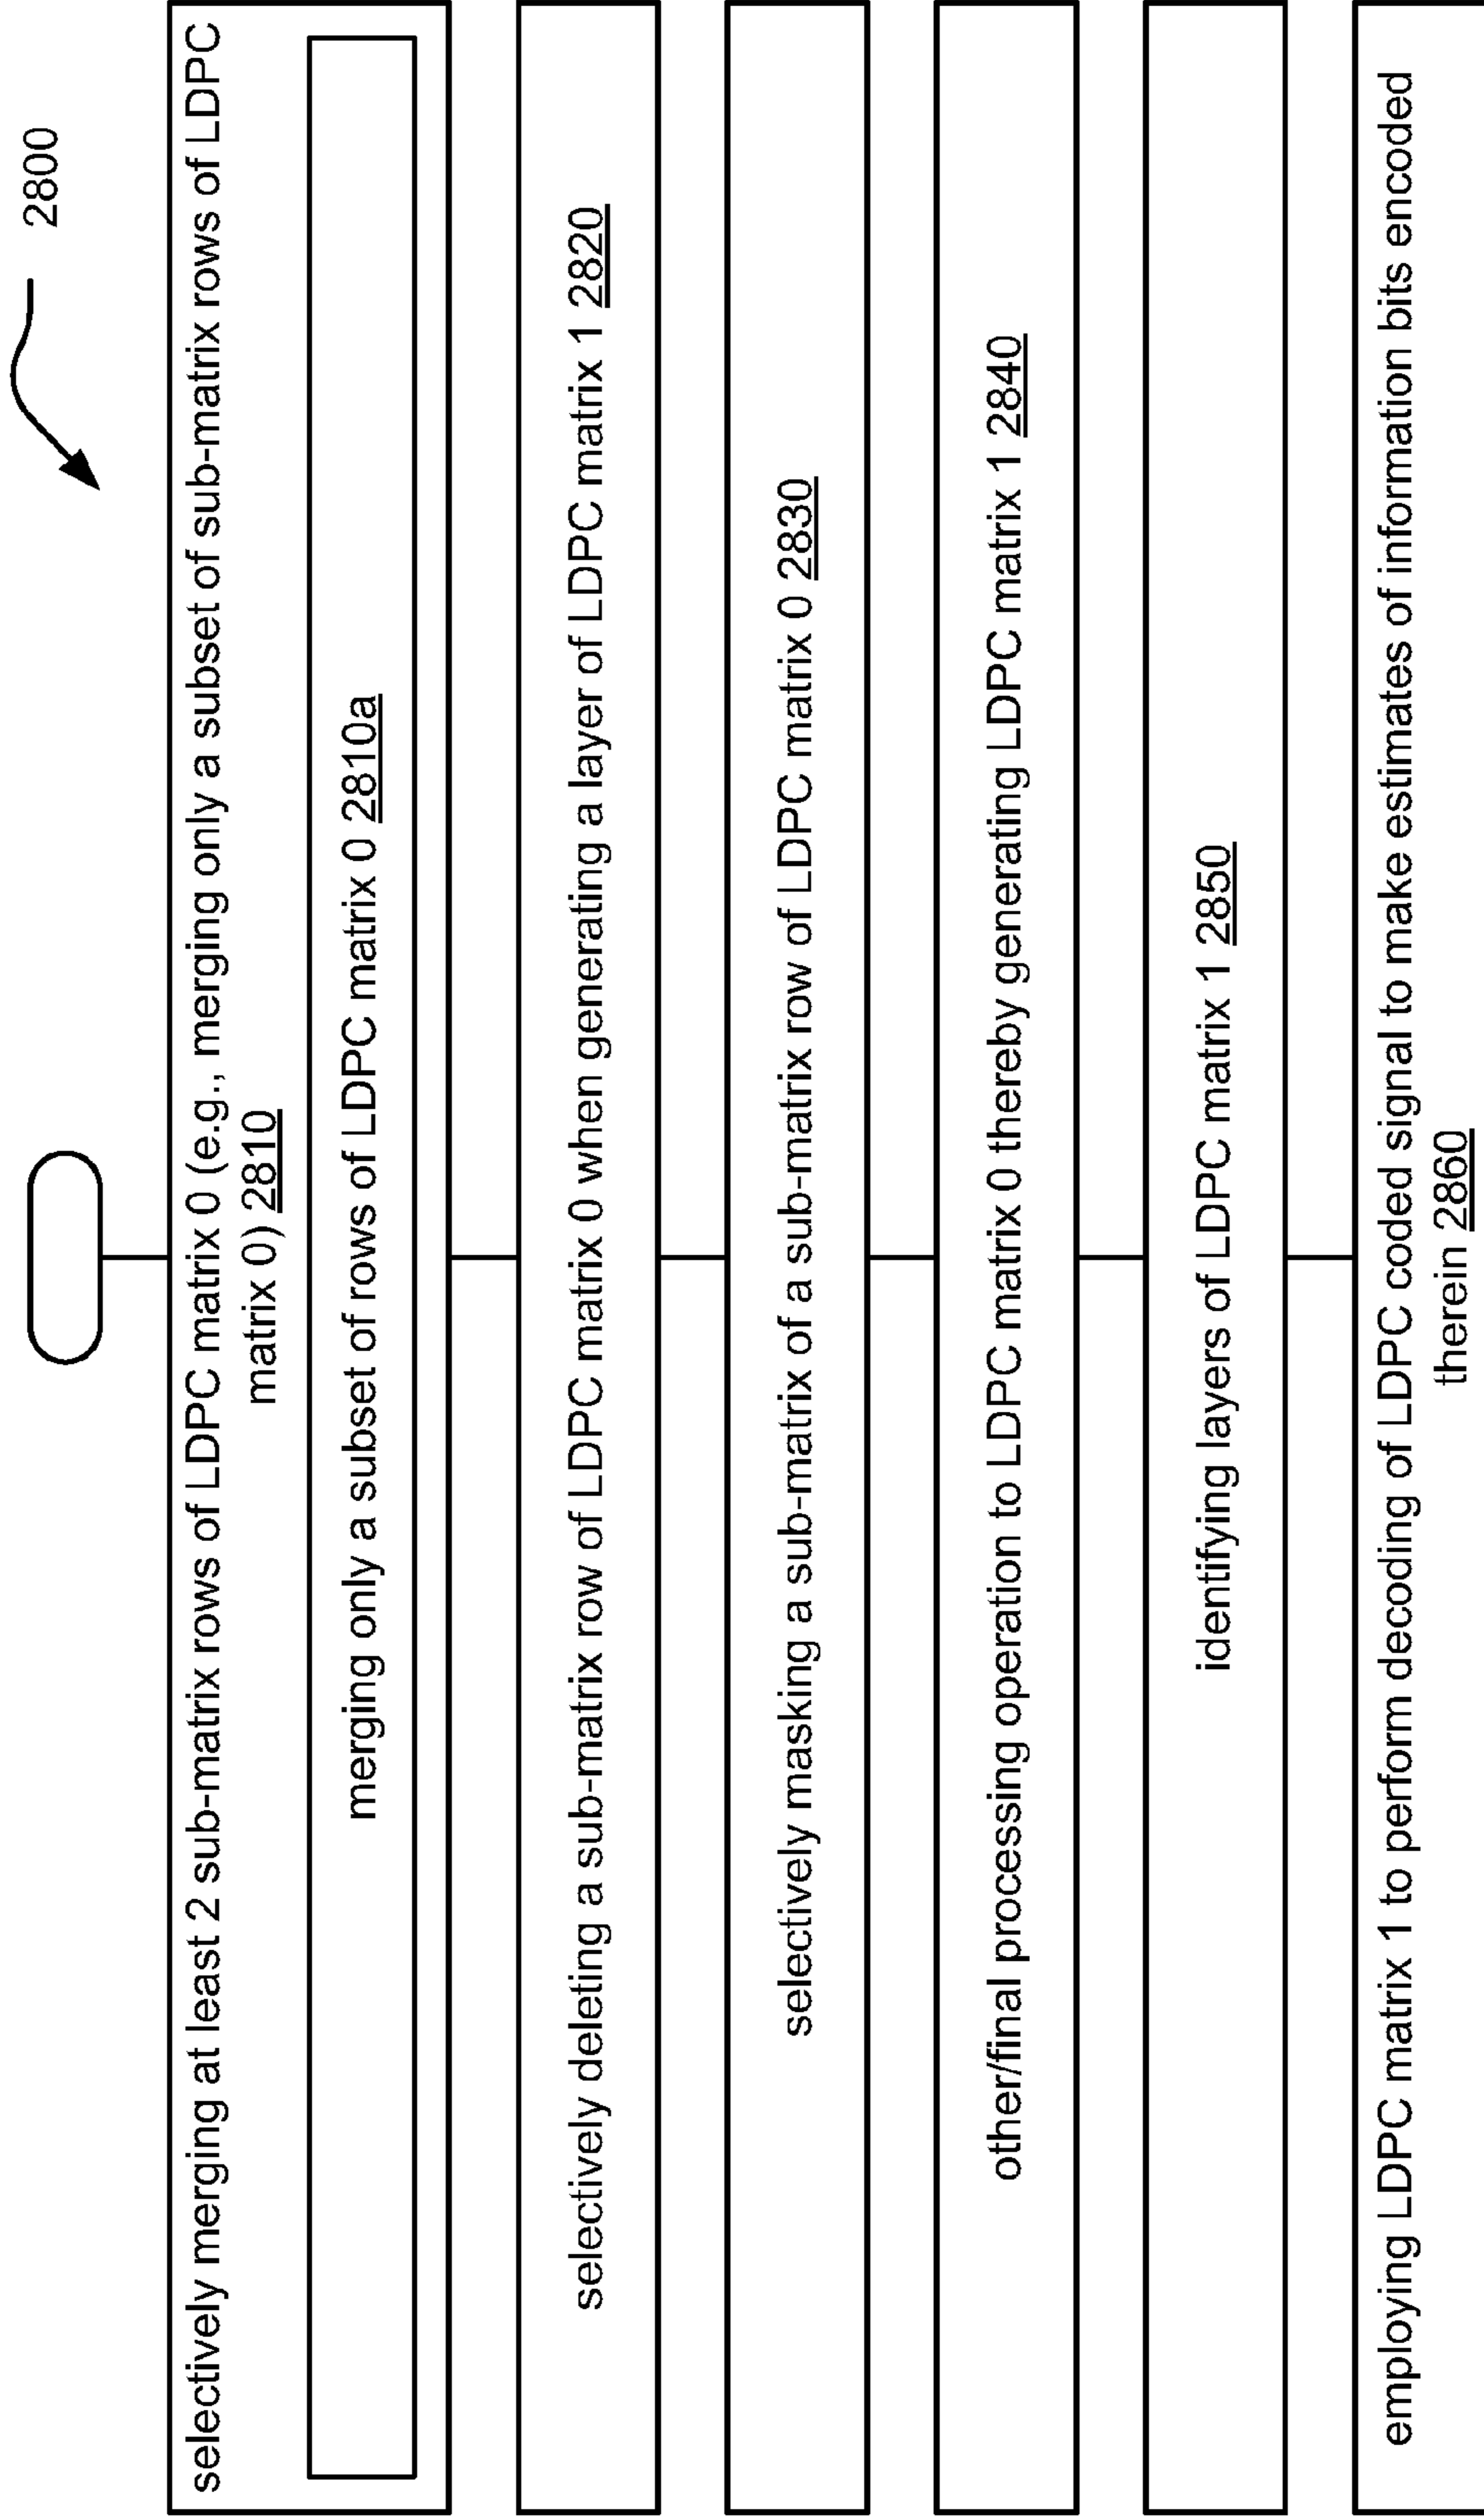 2800
selectively merging at least 2 sub-matrix rows of LDPC matrix 0 (e.g., merging only a subset of sub-matrix rows of LDPC
matrix 0) 2810
merging only a subset of rows of LDPC matrix 0 2810a
selectively deleting a sub-matrix row of LDPC matrix 0 when generating a layer of LDPC matrix 1 2820
selectively masking a sub-matrix of a sub-matrix row of LDPC matrix 0 2830
other/final processing operation to LDPC matrix 0 thereby generating LDPC matrix 1 2840
identifying layers of LDPC matrix 1 2850
employing LDPC matrix 1 to perform decoding of LDPC coded signal to make estimates of information bits encoded
therein 2860